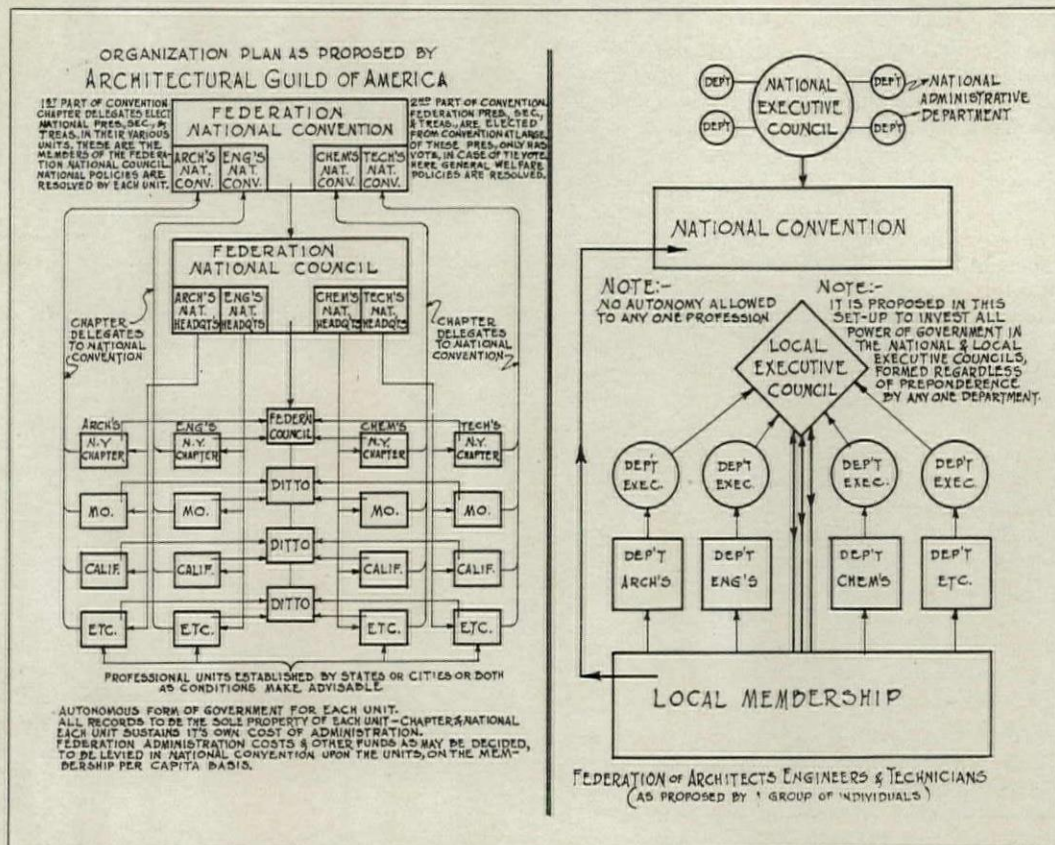 ORGANIZATION PLAN AS PROPOSED BY
ARCHITECTURAL GUILD OF AMERICA
1ST PART OF CONVENTION
CHAPTER DELEGATES ELECT
NATIONAL PRES., SEC., &
TREAS. IN THEIR VARIOUS
UNITS. THESE ARE THE
MEMBERS OF THE FEDERA-
TION NATIONAL COUNCIL
NATIONAL POLICIES ARE
RESOLVED BY EACH UNIT.
FEDERATION
NATIONAL CONVENTION
ARCH'S
NAT.
CONV.
ENG'S
NAT.
CONV.
CHEM'S
NAT.
CONV.
TECH'S
NAT.
CONV.
2ND PART OF CONVENTION,
FEDERATION PRES., SEC.,
& TREAS., ARE ELECTED
FROM CONVENTION AT LARGE
OF THESE PRES., ONLY HAS
VOTE, IN CASE OF TIE VOTE
HERE GENERAL WELFARE
POLICIES ARE RESOLVED.
FEDERATION
NATIONAL COUNCIL
ARCH'S
NAT.
HEADQTS
ENG'S
NAT.
HEADQTS
CHEM'S
NAT.
HEADQTS
TECH'S
NAT.
HEADQTS
CHAPTER
DELEGATES
TO NATIONAL
CONVENTION
CHAPTER
DELEGATES
TO NATIONAL
CONVENTION
ARCH'S
N.Y
CHAPTER
ENG'S
N.Y.
CHAPTER
FEDER'N
COUNCIL
CHEM'S
N.Y.
CHAPTER
TECH'S
N.Y.
CHAPTER
MO.
MO.
DITTO
MO.
MO.
CALIF.
CALIF.
DITTO
CALIF.
CALIF.
ETC.
ETC.
DITTO
ETC.
ETC.
PROFESSIONAL UNITS ESTABLISHED BY STATES OR CITIES OR BOTH
AS CONDITIONS MAKE ADVISABLE
AUTONOMOUS FORM OF GOVERNMENT FOR EACH UNIT.
ALL RECORDS TO BE THE SOLE PROPERTY OF EACH UNIT-CHAPTER & NATIONAL
EACH UNIT SUSTAINS IT'S OWN COST OF ADMINISTRATION.
FEDERATION ADMINISTRATION COSTS & OTHER FUNDS AS MAY BE DECIDED,
TO BE LEVIED IN NATIONAL CONVENTION UPON THE UNITS, ON THE MEM-
BERSHIP PER CAPITA BASIS.
DEP'T
DEP'T
NATIONAL
EXECUTIVE
COUNCIL
DEP'T
DEP'T
NATIONAL
ADMINISTRATIVE
DEPARTMENT
NATIONAL CONVENTION
NOTE:-
NO AUTONOMY ALLOWED
TO ANY ONE PROFESSION
NOTE:-
IT IS PROPOSED IN THIS
SET-UP TO INVEST ALL
POWER OF GOVERNMENT IN
THE NATIONAL & LOCAL
EXECUTIVE COUNCILS,
FORMED REGARDLESS
OF PREPONDERENCE
BY ANY ONE DEPARTMENT.
LOCAL
EXECUTIVE
COUNCIL
DEP'T
EXEC.
DEP'T
EXEC.
DEP'T
EXEC.
DEP'T
EXEC.
DEP'T
ARCH'S
DEP'T
ENG'S
DEP'T
CHEM'S
DEP'T
ETC.
LOCAL MEMBERSHIP
FEDERATION OF ARCHITECTS ENGINEERS & TECHNICIANS
(AS PROPOSED BY 1 GROUP OF INDIVIDUALS)